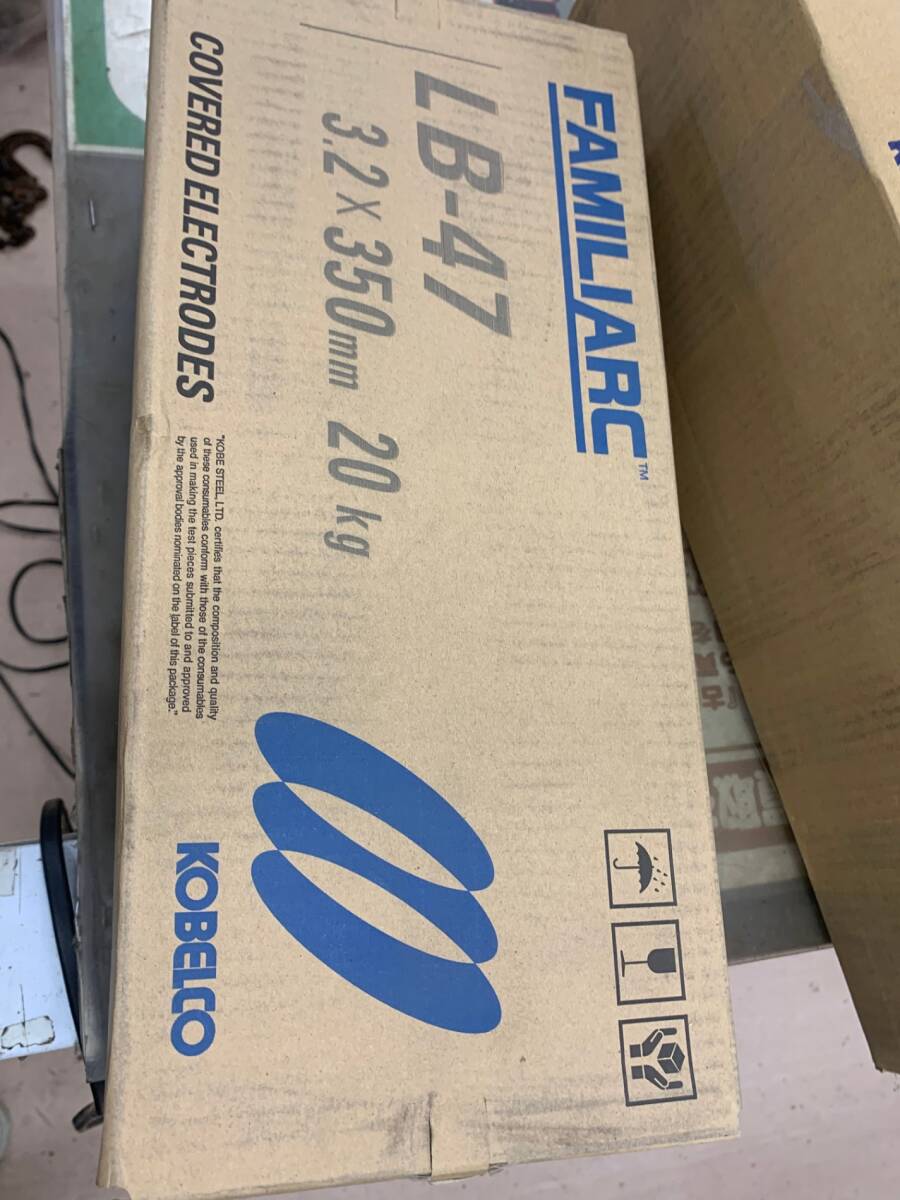 FAMILIARC™
LB-47
3.2 X 350mm 20 kg
COVERED ELECTRODES
"KOBE STEEL, LTD. certifies that the composition and quality
of these consumables conform with those of the consumables
used in making the test pieces submitted to and approved
by the approval bodies nominated on the label of this package."
KOBELCO